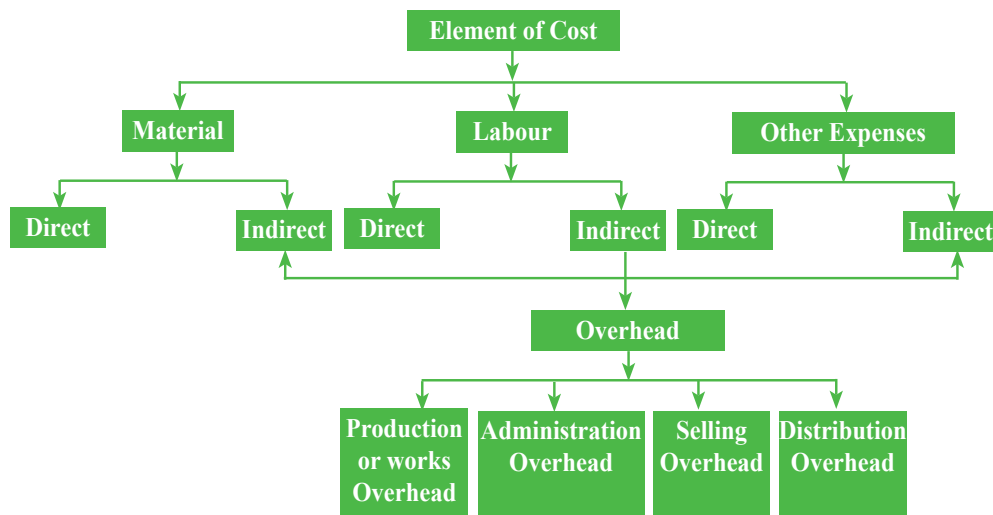 Element of Cost
Material
Labour
Other Expenses
Direct
Indirect
Direct
Indirect
Direct
Indirect
Overhead
Production
or works
Overhead
Administration
Overhead
Selling
Overhead
Distribution
Overhead